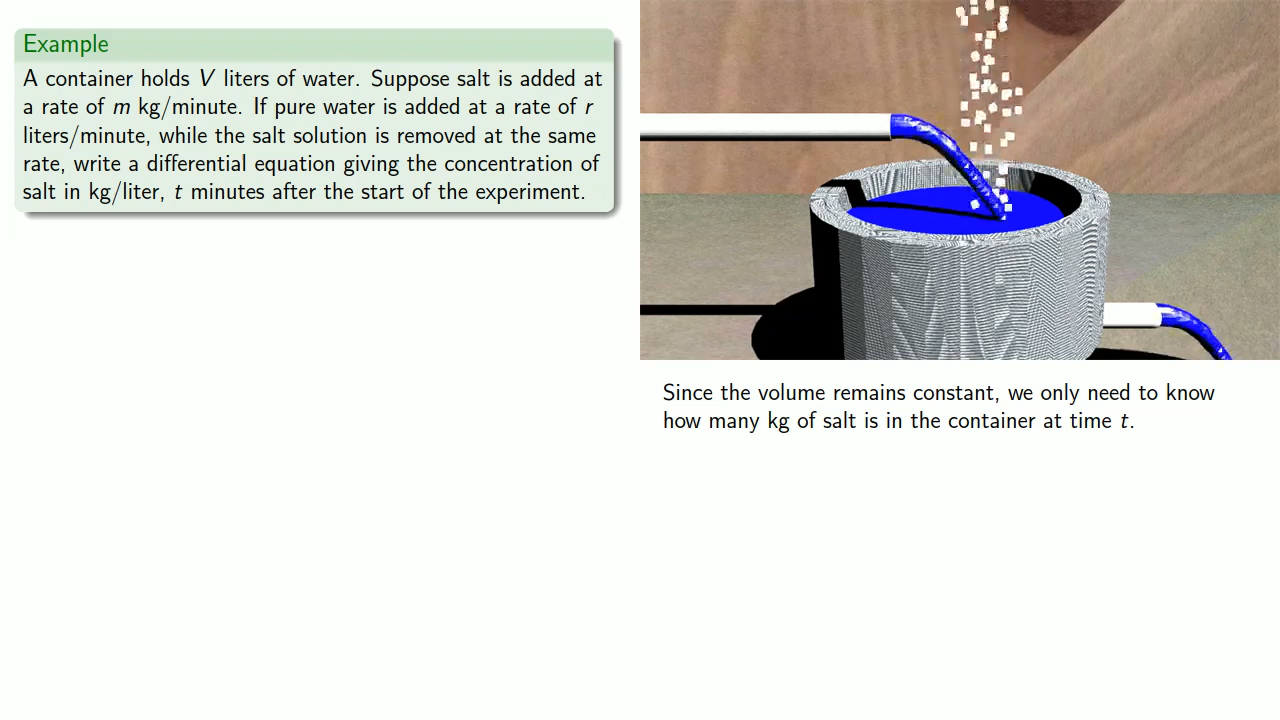 Example
A container holds V liters of water. Suppose salt is added at
a rate of m kg/minute. If pure water is added at a rate of r
liters/minute, while the salt solution is removed at the same
rate, write a differential equation giving the concentration of
salt in kg/liter, t minutes after the start of the experiment.
Since the volume remains constant, we only need to know
how many kg of salt is in the container at time t.